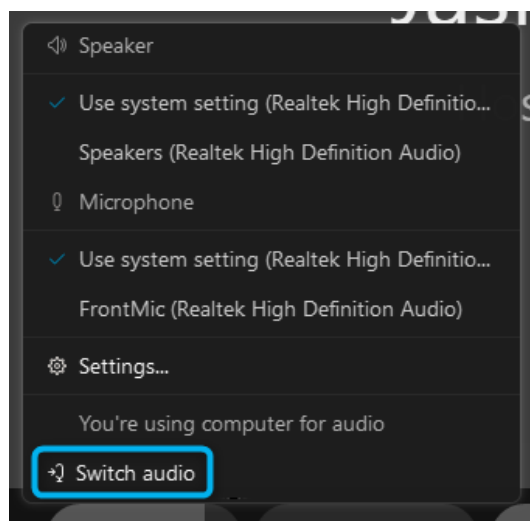 Speaker
Use system setting (Realtek High Definitio...
Speakers (Realtek High Definition Audio)
Microphone
Use system setting (Realtek High Definitio...
FrontMic (Realtek High Definition Audio)
Settings...
You're using computer for audio
Switch audio